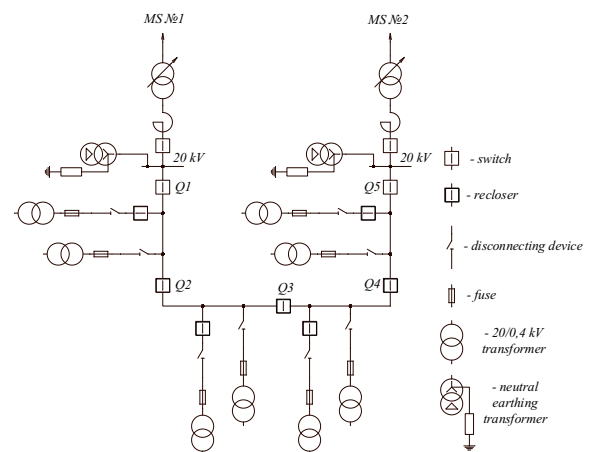 MS №1
MS №2
20 kV
20 kV
Q1
Q5
Q2
Q3
Q4
- switch
- recloser
- disconnecting device
- fuse
- 20/0,4 kV
transformer
- neutral
earthing
transformer